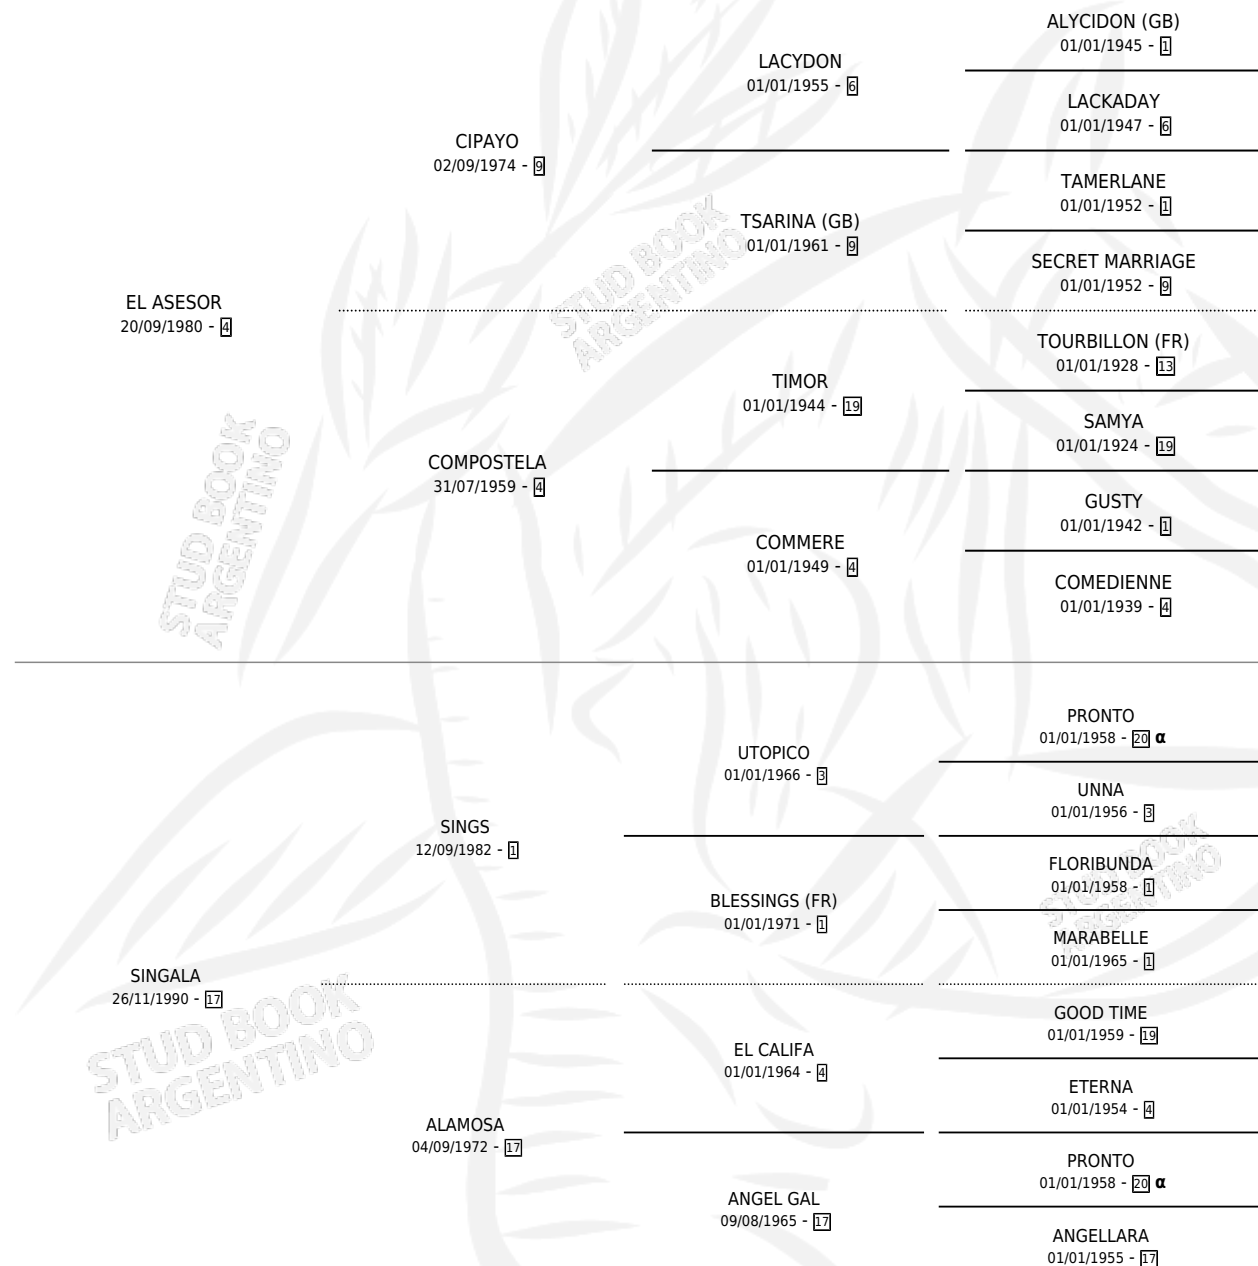 ALYCIDON (GB)
01/01/1945 - 1
LACYDON
01/01/1955 - 6
LACKADAY
01/01/1947 - 6
CIPAYO
02/09/1974 - 9
TAMERLANE
01/01/1952 - 1
TSARINA (GB)
01/01/1961 - 9
SECRET MARRIAGE
01/01/1952 - 9
EL ASESOR
20/09/1980 - 4
TOURBILLON (FR)
01/01/1928 - 13
TIMOR
01/01/1944 - 19
SAMYA
01/01/1924 - 19
COMPOSTELA
31/07/1959 - 4
GUSTY
01/01/1942 - 1
COMMERE
01/01/1949 - 4
COMEDIENNE
01/01/1939 - 4
PRONTO
01/01/1958 - 20 α
UTOPICO
01/01/1966 - 3
UNNA
01/01/1956 - 3
SINGS
12/09/1982 - 1
FLORIBUNDA
01/01/1958 - 1
BLESSINGS (FR)
01/01/1971 - 1
MARABELLE
01/01/1965 - 1
SINGALA
26/11/1990 - 17
GOOD TIME
01/01/1959 - 19
EL CALIFA
01/01/1964 - 4
ETERNA
01/01/1954 - 4
ALAMOSA
04/09/1972 - 17
PRONTO
01/01/1958 - 20 α
ANGEL GAL
09/08/1965 - 17
ANGELLARA
01/01/1955 - 17
STUD BOOK
ARGENTINO
STUD BOOK
ARGENTINO
STUD BOOK
ARGENTINO
STUD BOOK
ARGENTINO